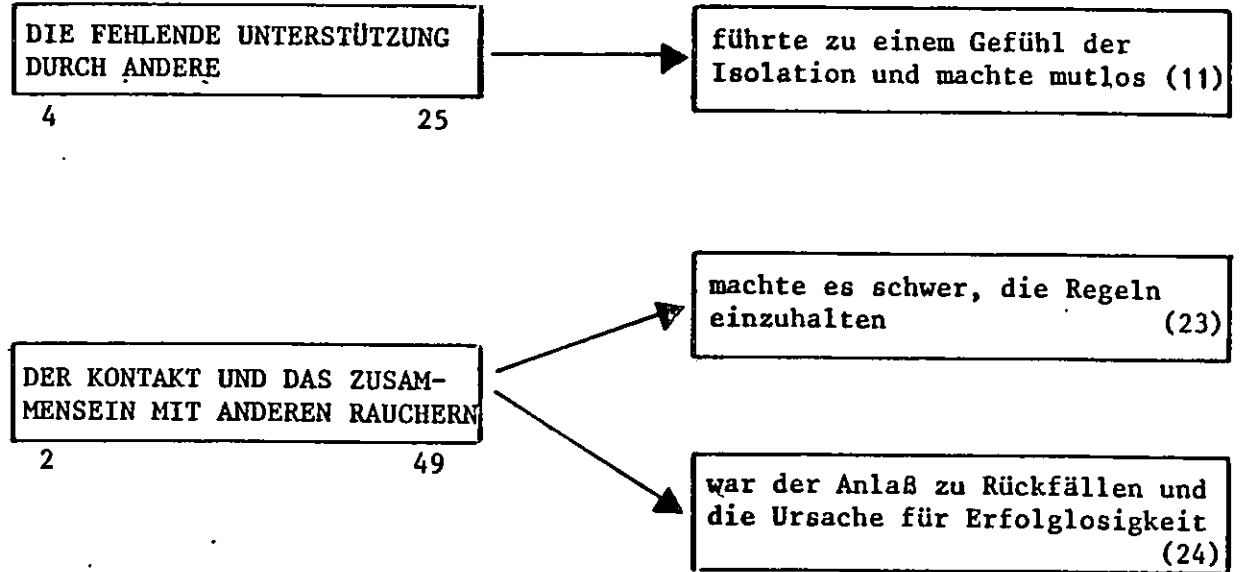 DIE FEHLENDE UNTERSTÜTZUNG
DURCH ANDERE
4 25
führte zu einem Gefühl der
Isolation und machte mutlos (11)
machte es schwer, die Regeln
einzuhalten (23)
DER KONTAKT UND DAS ZUSAM-
MENSEIN MIT ANDEREN RAUCHERN
2 49
war der Anlaß zu Rückfällen und
die Ursache für Erfolglosigkeit
(24)